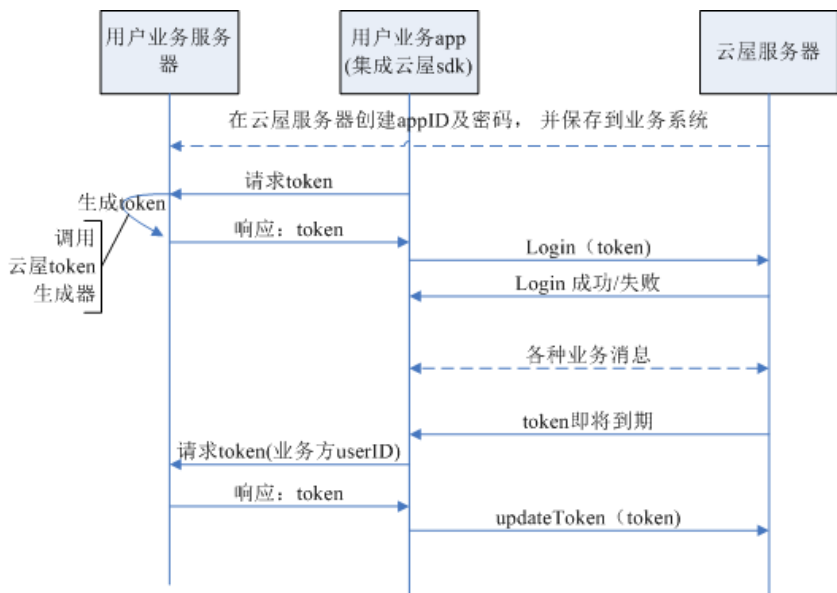 用户业务服务
器
用户业务app
(集成云屋sdk)
云屋服务器
在云屋服务器创建appID及密码， 并保存到业务系统
请求token
生成token
调用
云屋token
生成器
响应：token
Login（token)
Login 成功/失败
各种业务消息
token即将到期
请求token(业务方userID)
响应：token
updateToken（token)